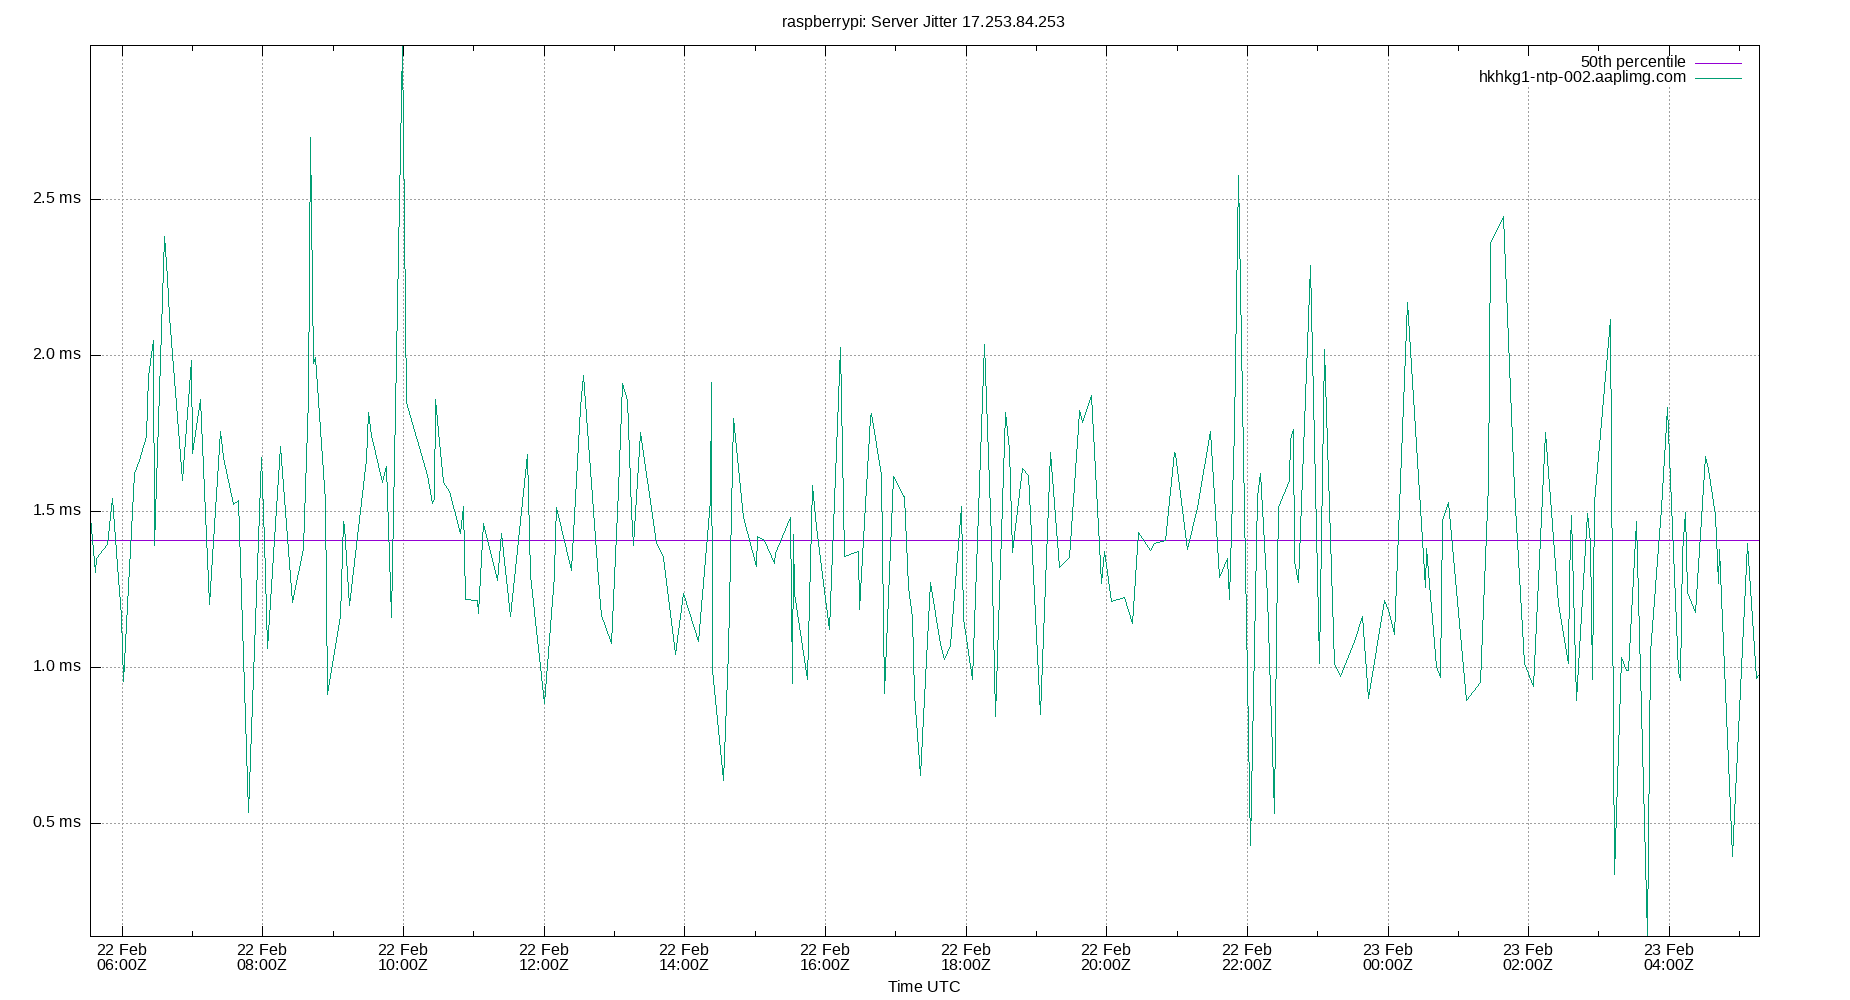 raspberrypi: Server Jitter 17.253.84.253
50th percentile
hkhkg1-ntp-002.aaplimg.com
2.5 ms
2.0 ms
1.5 ms
1.0 ms
0.5 ms
22 Feb 22 Feb 22 Feb 22 Feb 22 Feb 22 Feb 22 Feb 22 Feb 22 Feb 23 Feb 23 Feb 23 Feb
06:00Z 08:00Z 10:00Z 12:00Z 14:00Z 16:00Z 18:00Z 20:00Z 22:00Z 00:00Z 02:00Z 04:00Z
Time UTC